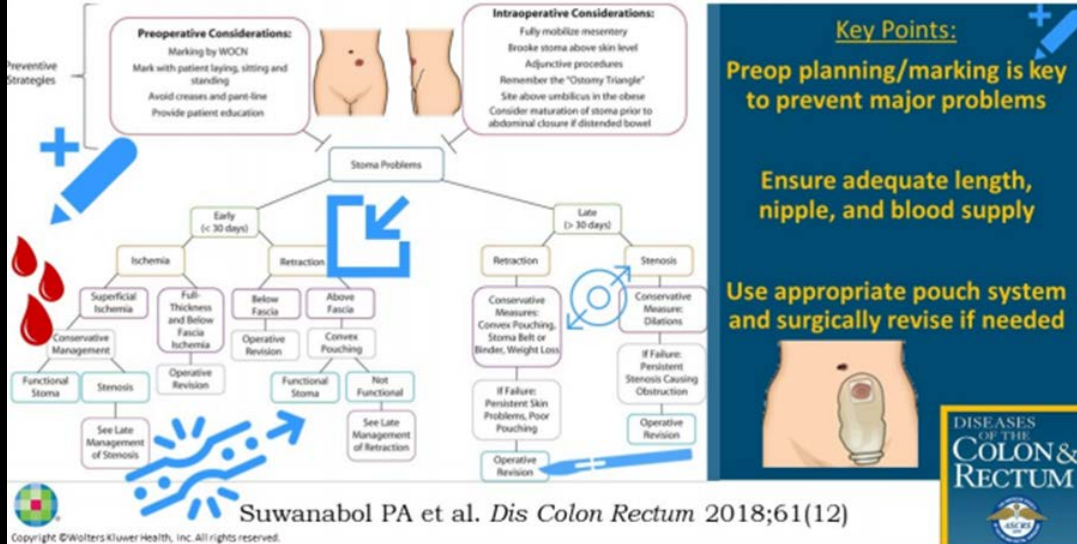 Preoperative Considerations:
Marking by WOCN
Mark with patient laying, sitting and
standing
Avoid creases and pant-line
Provide patient education
Intraoperative Considerations:
Fully mobilize mesentery
Brooke stoma above skin level
Adjunctive procedures
Remember the "Ostomy Triangle"
Site above umbilicus in the obese
Consider maturation of stoma prior to
abdominal closure if distended bowel
Preventive
Strategies
Stoma Problems
Early
(< 30 days)
Late
(> 30 days)
Ischemia
Retraction
Retraction
Stenosis
Superficial
Ischemia
Full-
Thickness
and Below
Fascia
Ischemia
Below
Fascia
Above
Fascia
Conservative
Measures:
Convex Pouching,
Stoma Belt or
Binder, Weight Loss
Conservative
Measure:
Dilations
Conservative
Management
Operative
Revision
Operative
Revision
Convex
Pouching
Functional
Stoma
Stenosis
Functional
Stoma
Not
Functional
If Failure:
Persistent Skin
Problems, Poor
Pouching
If Failure:
Persistent
Stenosis Causing
Obstruction
See Late
Management
of Stenosis
See Late
Management
of Retraction
Operative
Revision
Operative
Revision
Key Points:
Preop planning/marking is key
to prevent major problems
Ensure adequate length,
nipple, and blood supply
Use appropriate pouch system
and surgically revise if needed
DISEASES
OF THE
COLON&
RECTUM
ASCRS
Suwanabol PA et al. Dis Colon Rectum 2018;61(12)
Copyright ©Wolters Kluwer Health, Inc. All rights reserved.